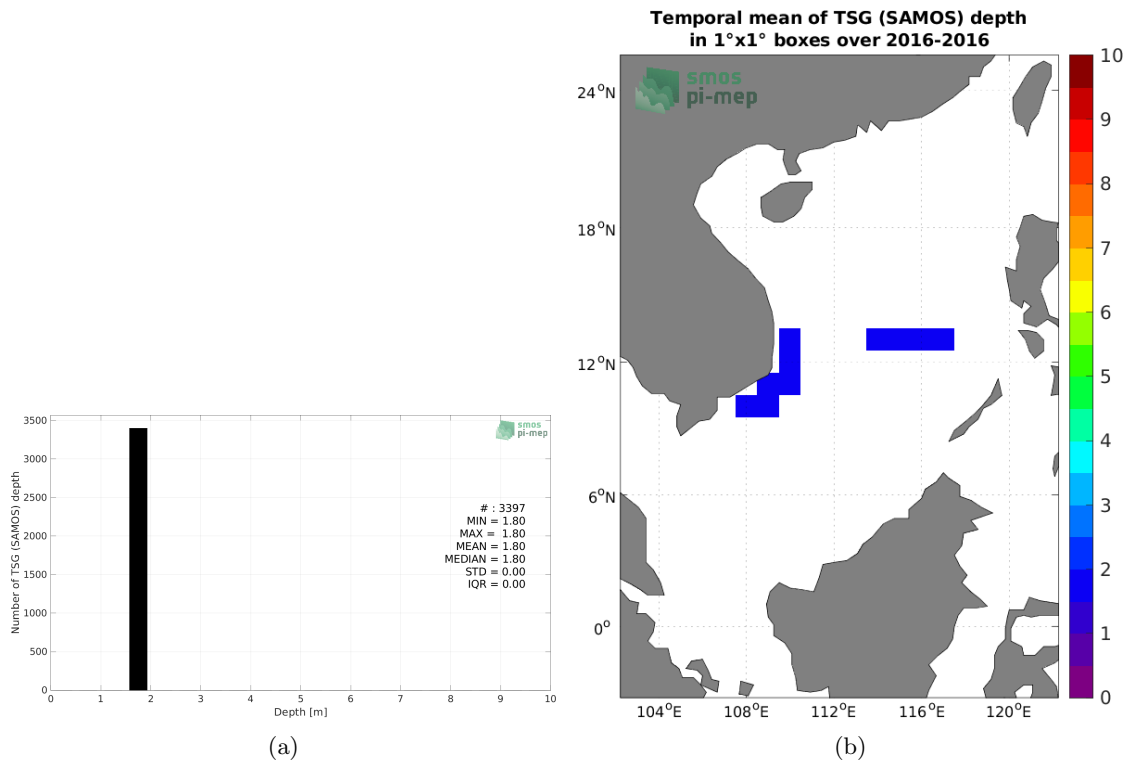 3500
3000
2500
2000
1500
1000
500
0
Number of TSG (SAMOS) depth
smos
pi-mep
# : 3397
MIN = 1.80
MAX = 1.80
MEAN = 1.80
MEDIAN = 1.80
STD = 0.00
IQR = 0.00
0 1 2 3 4 5 6 7 8 9 10
Depth [m]
(a)
Temporal mean of TSG (SAMOS) depth
in 1°x1° boxes over 2016-2016
smos
pi-mep
24°N
18°N
12°N
6°N
0°
104°E 108°E 112°E 116°E 120°E
10
9
8
7
6
5
4
3
2
1
0
(b)